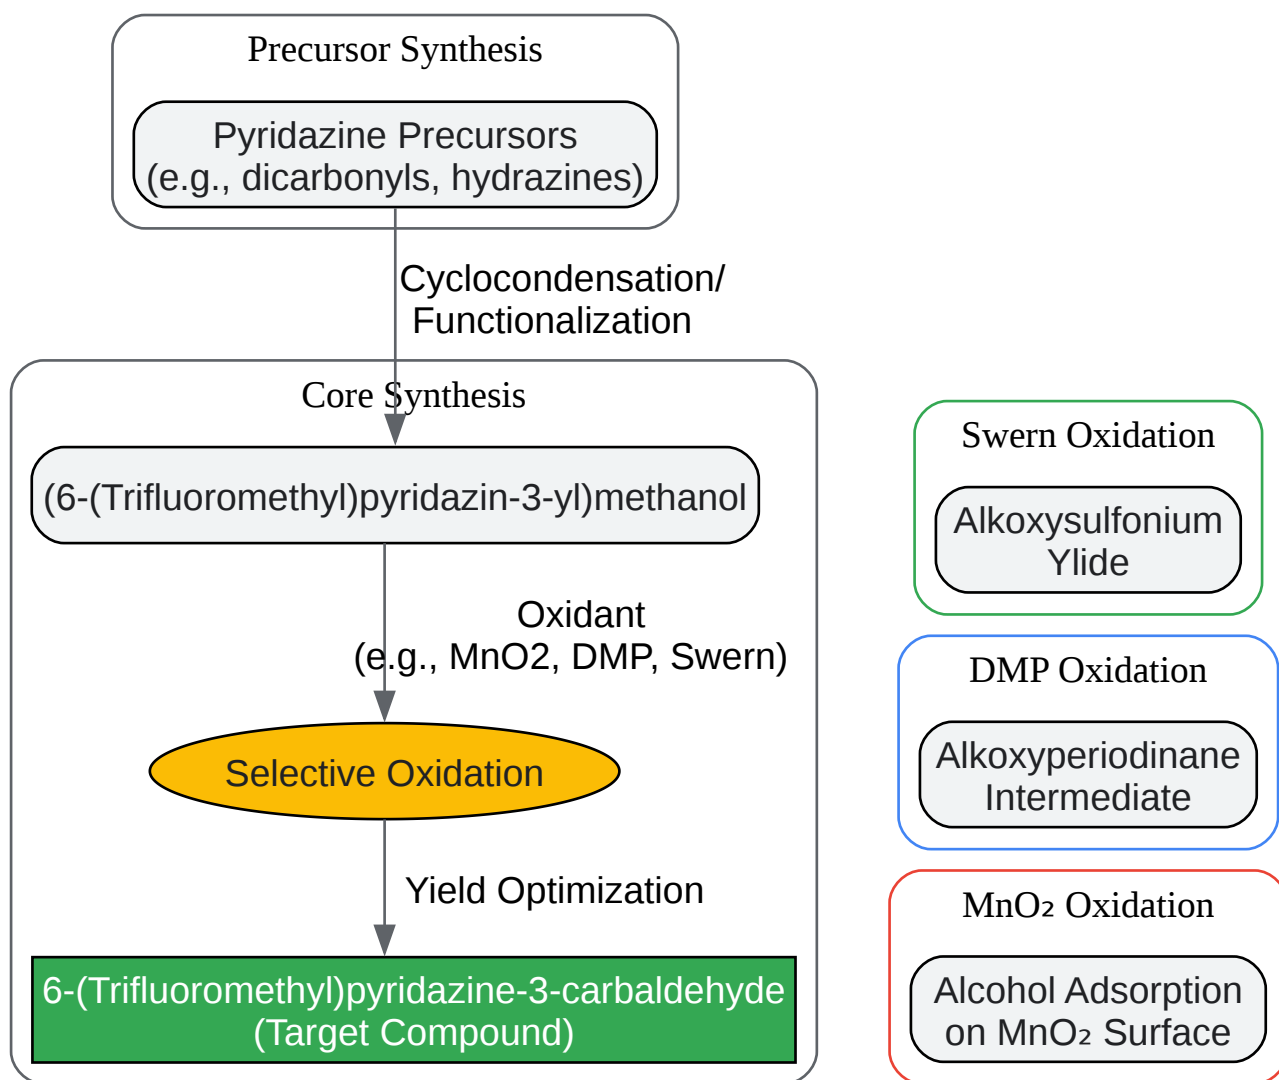 Precursor Synthesis
Pyridazine Precursors
(e.g., dicarbonyls, hydrazines)
Cyclocondensation/
Functionalization
Core Synthesis
(6-(Trifluoromethyl)pyridazin-3-yl)methanol
Oxidant
(e.g., MnO2, DMP, Swern)
Selective Oxidation
Yield Optimization
6-(Trifluoromethyl)pyridazine-3-carbaldehyde
(Target Compound)
Swern Oxidation
Alkoxysulfonium
Ylide
DMP Oxidation
Alkoxyperiodinane
Intermediate
MnO₂ Oxidation
Alcohol Adsorption
on MnO₂ Surface